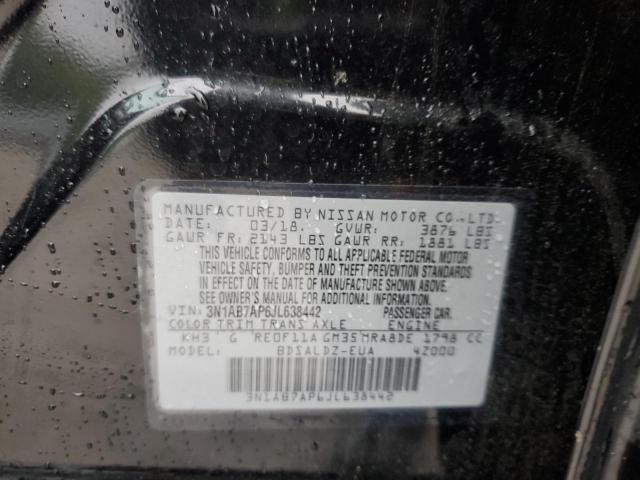 MANUFACTURED BY NISSAN MOTOR CO.,LTD.
DATE: 03/18. GVWR: 3876 LBS
GAWR FR: 2143 LBS GAWR RR: 1881 LBS
THIS VEHICLE CONFORMS TO ALL APPLICABLE FEDERAL MOTOR
VEHICLE SAFETY, BUMPER AND THEFT PREVENTION STANDARDS
IN EFFECT ON THE DATE OF MANUFACTURE SHOWN ABOVE.
SEE OWNER'S MANUAL FOR ADDITIONAL INFORMATION.
VIN: 3N1AB7AP6JL638442 PASSENGER CAR.
COLOR TRIM TRANS AXLE ENGINE
KH3 G RE0F11A GM35 MRA8DE 1798 CC
MODEL: BDSALDZ-EUA 4Z000
3N1AB7AP6JL638442